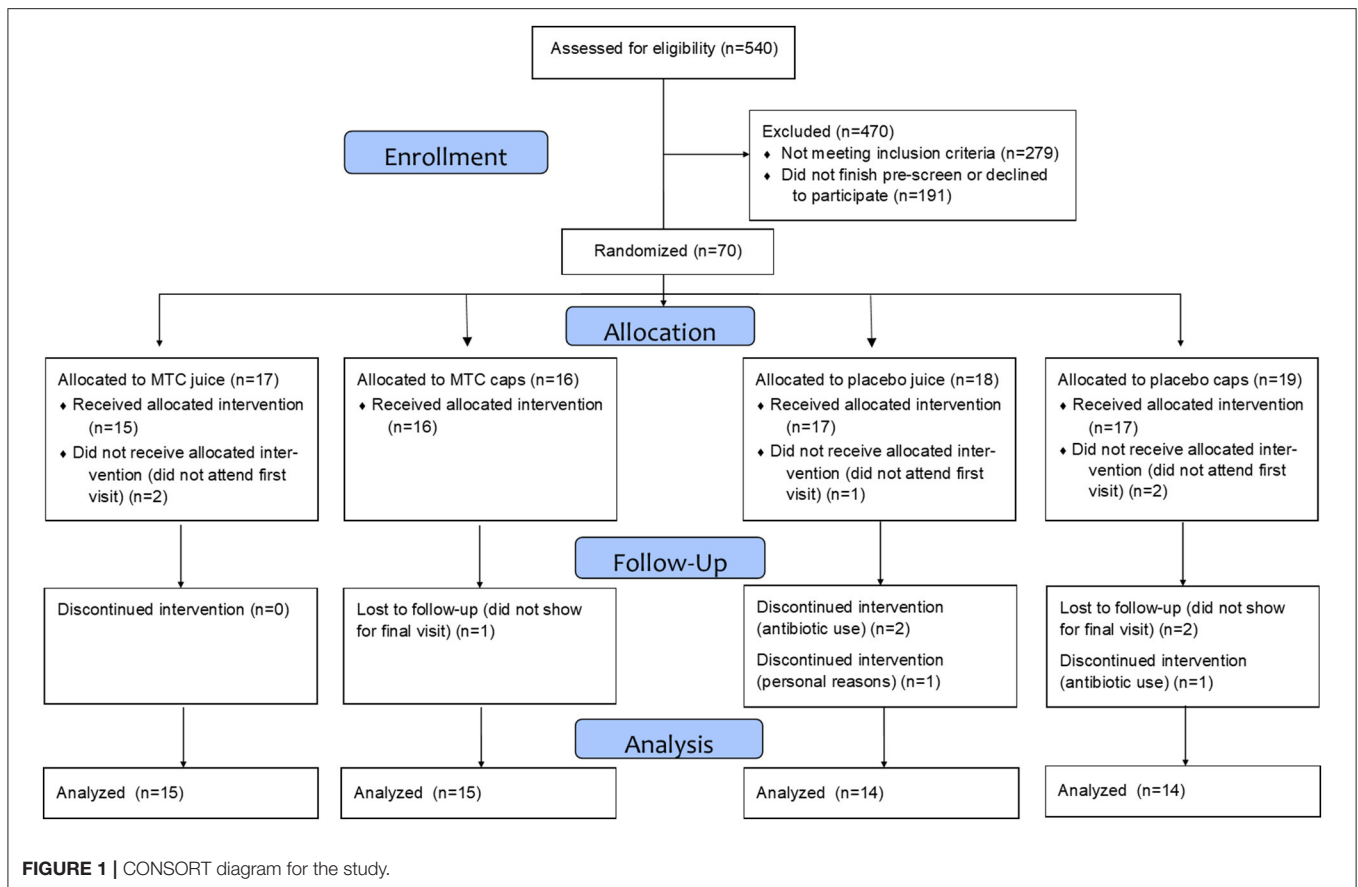 Assessed for eligibility (n=540)
Enrollment
Excluded (n=470)
♦ Not meeting inclusion criteria (n=279)
♦ Did not finish pre-screen or declined
to participate (n=191)
Randomized (n=70)
Allocation
Allocated to MTC juice (n=17)
♦ Received allocated intervention
(n=15)
♦ Did not receive allocated inter-
vention (did not attend first
visit) (n=2)
Allocated to MTC caps (n=16)
♦ Received allocated intervention
(n=16)
Allocated to placebo juice (n=18)
♦ Received allocated intervention
(n=17)
♦ Did not receive allocated inter-
vention (did not attend first
visit) (n=1)
Allocated to placebo caps (n=19)
♦ Received allocated intervention
(n=17)
♦ Did not receive allocated inter-
vention (did not attend first
visit) (n=2)
Follow-Up
Discontinued intervention (n=0)
Lost to follow-up (did not show
for final visit) (n=1)
Discontinued intervention
(antibiotic use) (n=2)
Discontinued intervention
(personal reasons) (n=1)
Lost to follow-up (did not show
for final visit) (n=2)
Discontinued intervention
(antibiotic use) (n=1)
Analysis
Analyzed (n=15)
Analyzed (n=15)
Analyzed (n=14)
Analyzed (n=14)
FIGURE 1 | CONSORT diagram for the study.